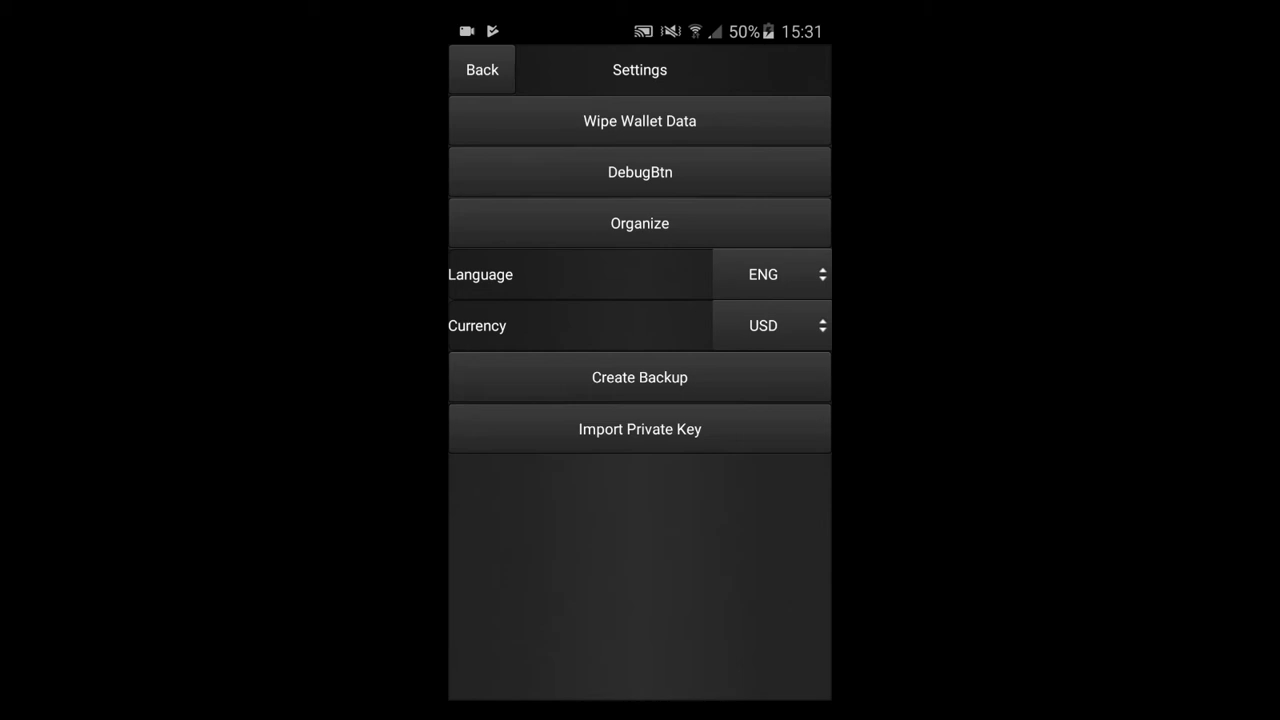 50% 15:31
Back Settings
Wipe Wallet Data
DebugBtn
Organize
Language ENG
Currency USD
Create Backup
Import Private Key